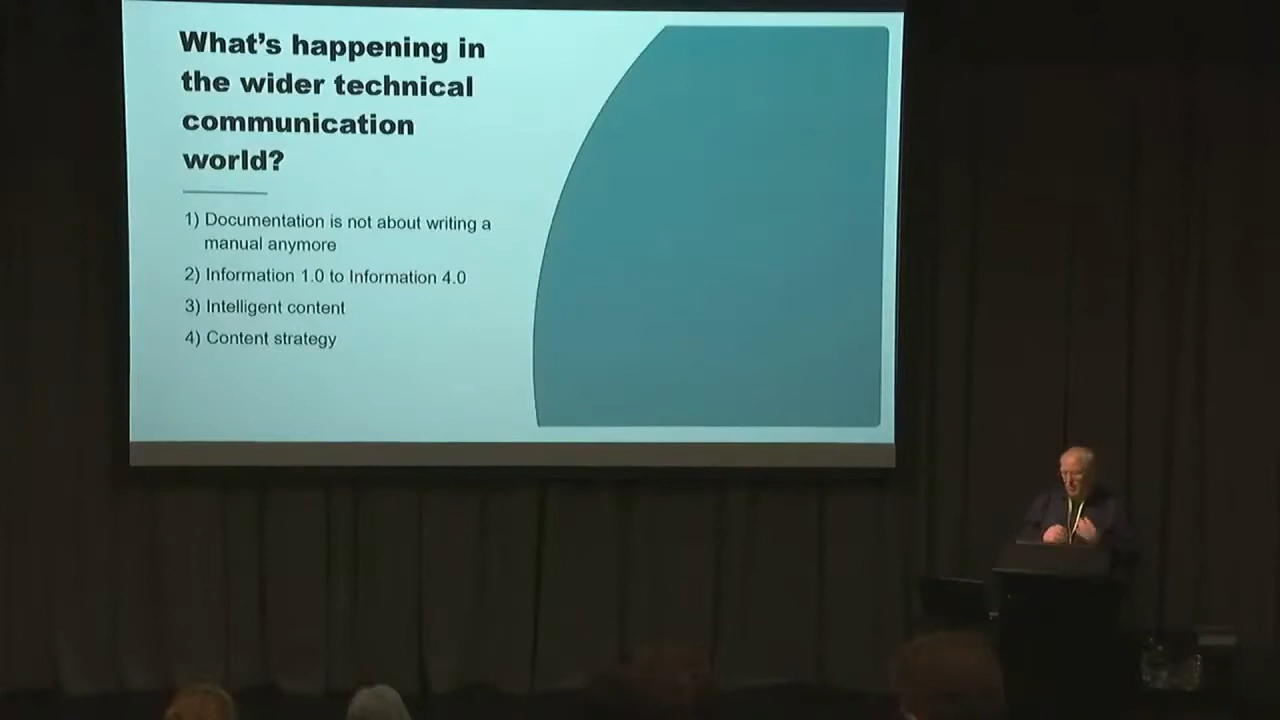 What's happening in
the wider technical
communication
world?
1) Documentation is not about writing a
manual anymore
2) Information 1.0 to Information 4.0
3) Intelligent content
4) Content strategy